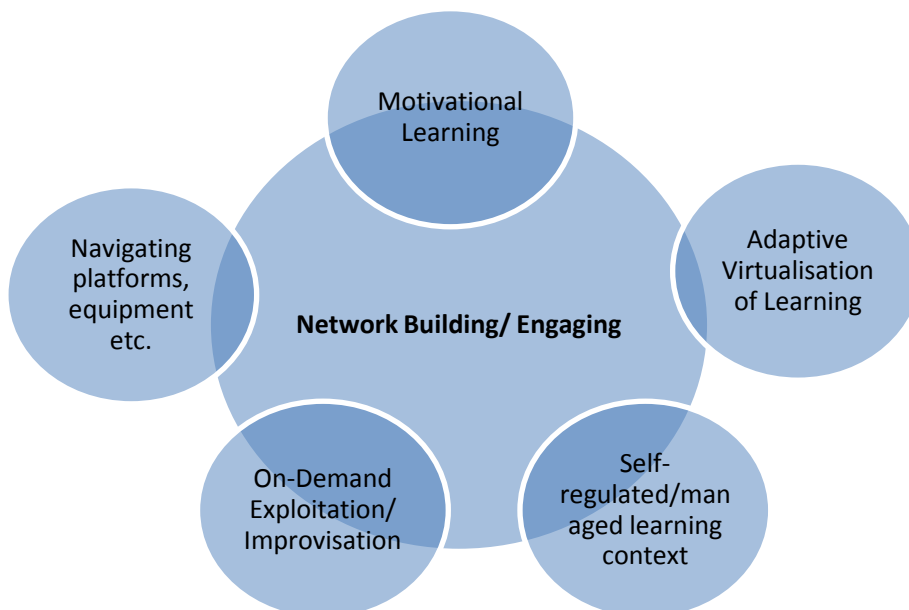 Motivational
Learning
Navigating
platforms,
equipment
etc.
Adaptive
Virtualisation
of Learning
Network Building/ Engaging
On-Demand
Exploitation/
Improvisation
Self-
regulated/man
aged learning
context